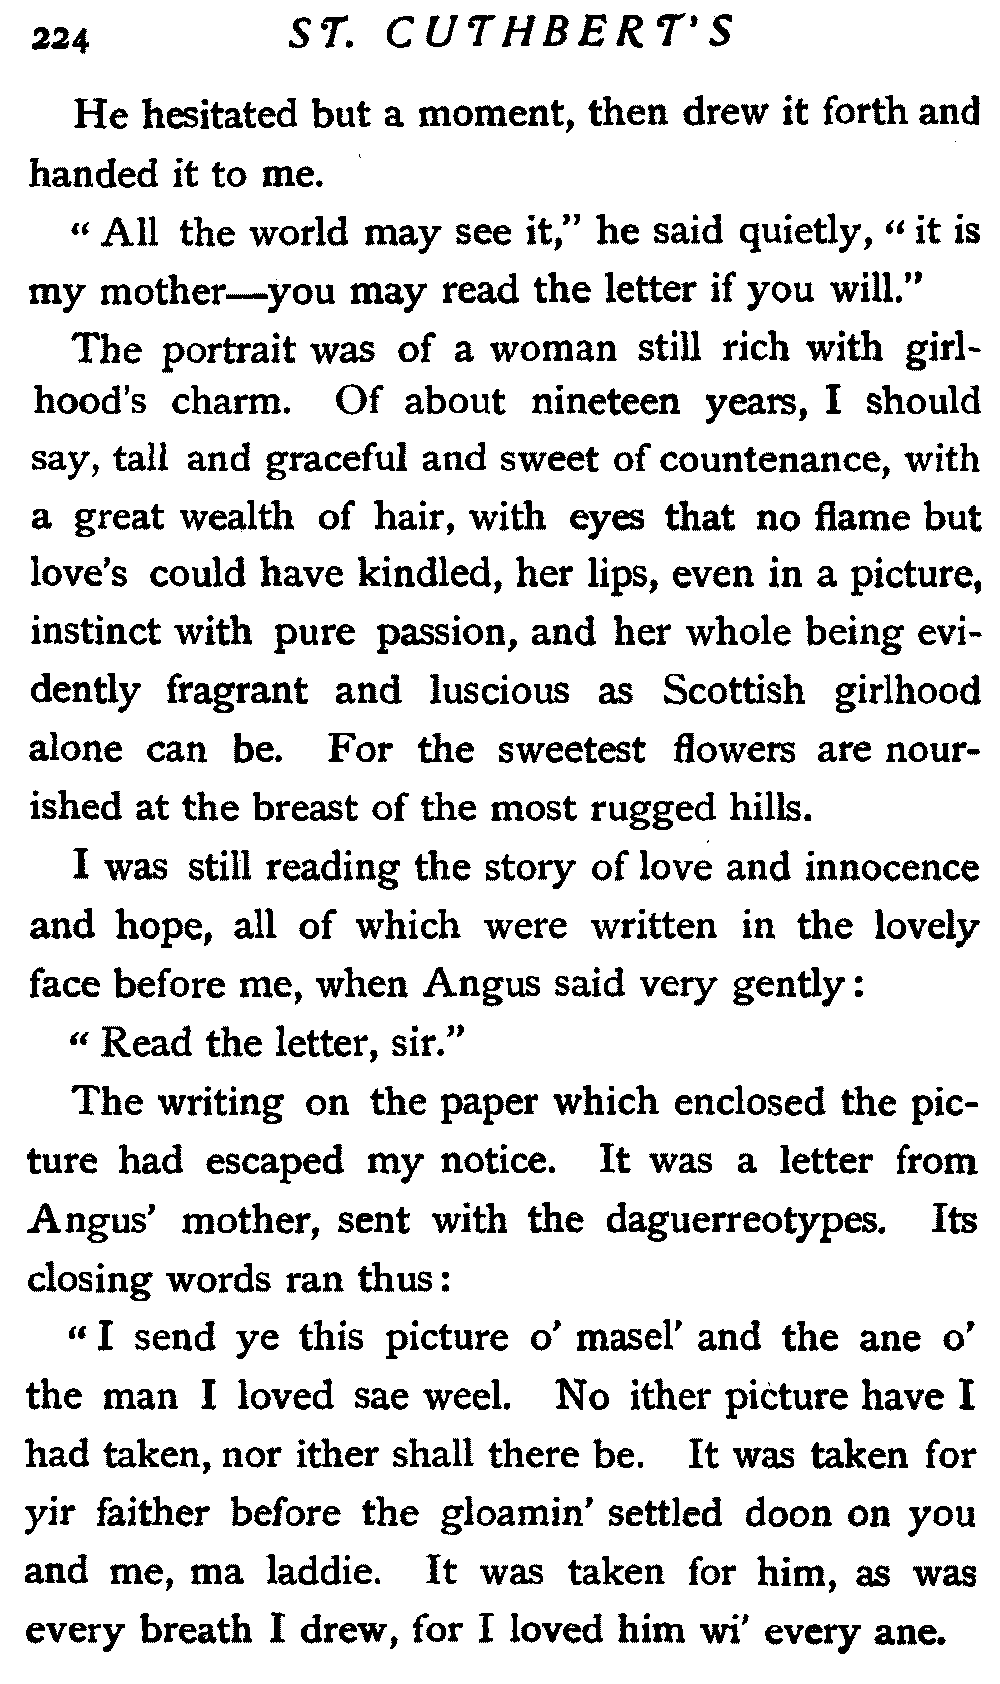 224 ST. CUTHBERT'S
He hesitated but a moment, then drew it forth and
handed it to me.
“ All the world may see it,” he said quietly, “ it is
my mother—you may read the letter if you will.”
The portrait was of a woman still rich with girl-
hood's charm. Of about nineteen years, I should
say, tall and graceful and sweet of countenance, with
a great wealth of hair, with eyes that no flame but
love's could have kindled, her lips, even in a picture,
instinct with pure passion, and her whole being evi-
dently fragrant and luscious as Scottish girlhood
alone can be. For the sweetest flowers are nour-
ished at the breast of the most rugged hills.
I was still reading the story of love and innocence
and hope, all of which were written in the lovely
face before me, when Angus said very gently :
“ Read the letter, sir.”
The writing on the paper which enclosed the pic-
ture had escaped my notice. It was a letter from
Angus' mother, sent with the daguerreotypes. Its
closing words ran thus :
“ I send ye this picture o' masel' and the ane o'
the man I loved sae weel. No ither picture have I
had taken, nor ither shall there be. It was taken for
yir faither before the gloamin' settled doon on you
and me, ma laddie. It was taken for him, as was
every breath I drew, for I loved him wi' every ane.